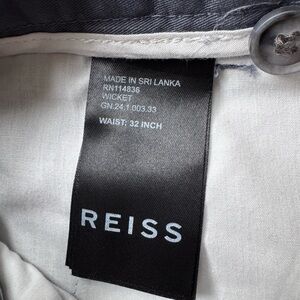 MADE IN SRI LANKA
RN114836
WICKET
GN.24.1.003.33
WAIST: 32 INCH
REISS